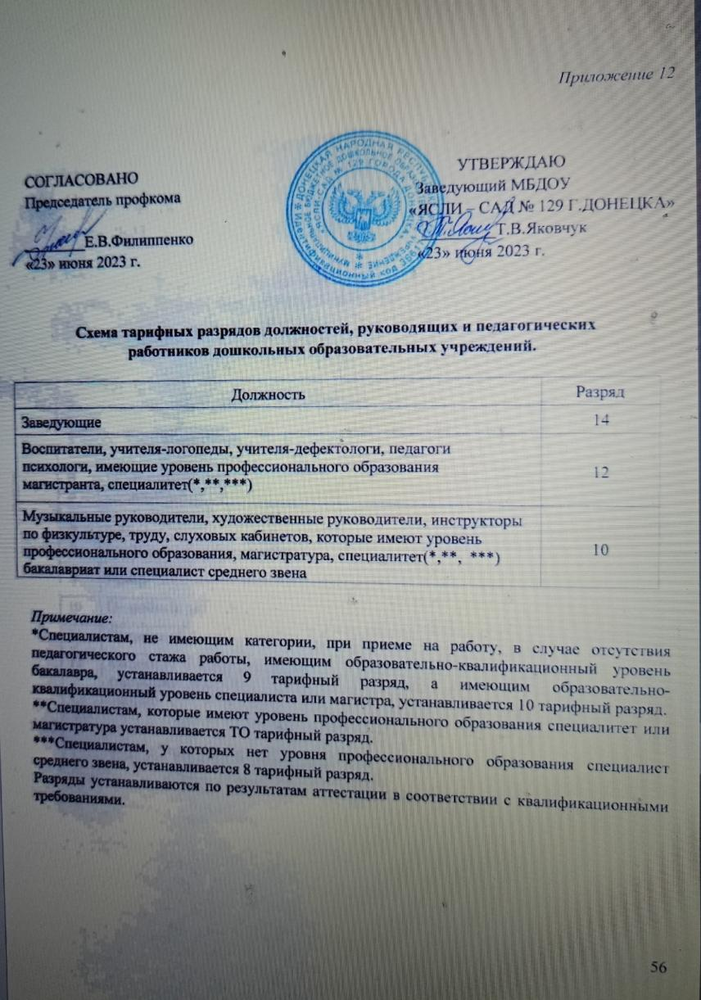 Приложение 12
СОГЛАСОВАНО
Председатель профкома
Е.В.Филиппенко
«23» июня 2023 г.
УТВЕРЖДАЮ
Заведующий МБДОУ
«ЯСЛИ – САД № 129 Г.ДОНЕЦКА»
Т.В.Яковчук
«23» июня 2023 г.
ДОНЕЦКАЯ НАРОДНАЯ РЕСПУБЛИКА
Схема тарифных разрядов должностей, руководящих и педагогических
работников дошкольных образовательных учреждений.
Должность Разряд
Заведующие 14
Воспитатели, учителя-логопеды, учителя-дефектологи, педагоги
психологи, имеющие уровень профессионального образования
магистранта, специалитет(*,**,***)
12
Музыкальные руководители, художественные руководители, инструкторы
по физкультуре, труду, слуховых кабинетов, которые имеют уровень
профессионального образования, магистратура, специалитет(*,**, ***)
бакалавриат или специалист среднего звена
10
Примечание:
*Специалистам, не имеющим категории, при приеме на работу, в случае отсутствия
педагогического стажа работы, имеющим образовательно-квалификационный уровень
бакалавра, устанавливается 9 тарифный разряд, а имеющим образовательно-
квалификационный уровень специалиста или магистра, устанавливается 10 тарифный разряд.
**Специалистам, которые имеют уровень профессионального образования специалитет или
магистратура устанавливается ТО тарифный разряд.
***Специалистам, у которых нет уровня профессионального образования специалист
среднего звена, устанавливается 8 тарифный разряд.
Разряды устанавливаются по результатам аттестации в соответствии с квалификационными
требованиями.
56